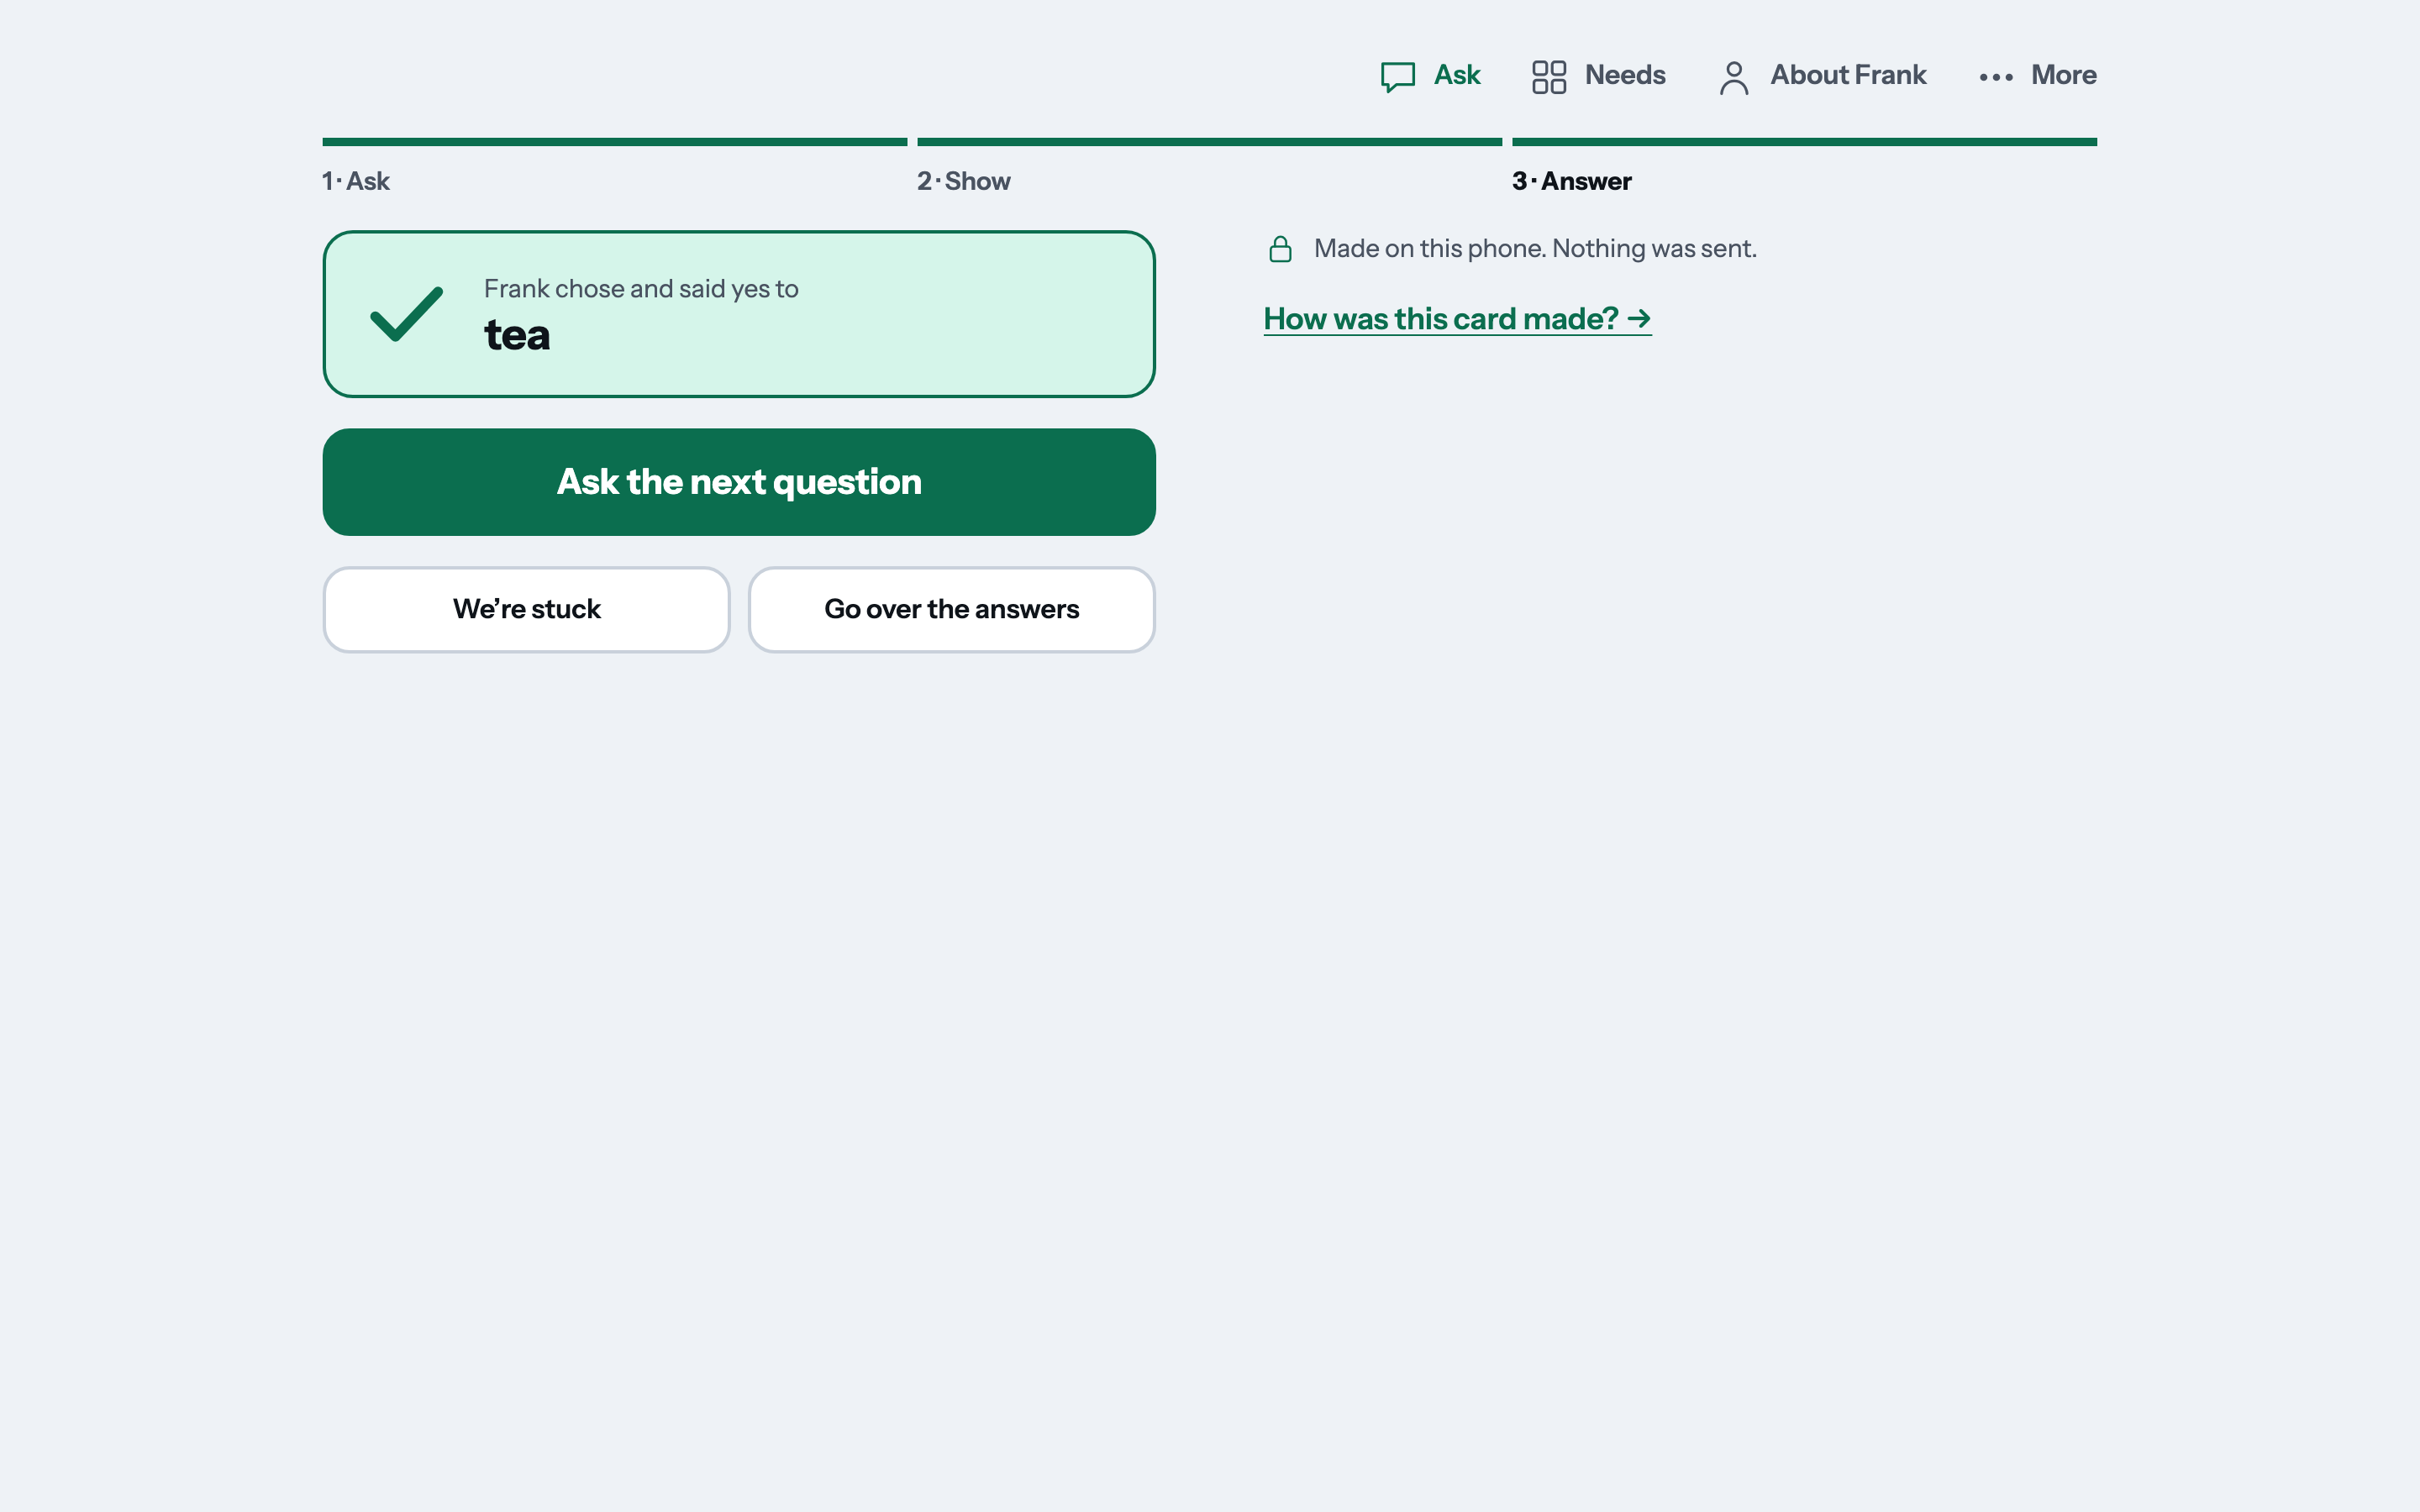 Ask
Needs
About Frank
More
1 · Ask
2 · Show
3 · Answer
Frank chose and said yes to
tea
Made on this phone. Nothing was sent.
How was this card made? →
Ask the next question
We’re stuck
Go over the answers